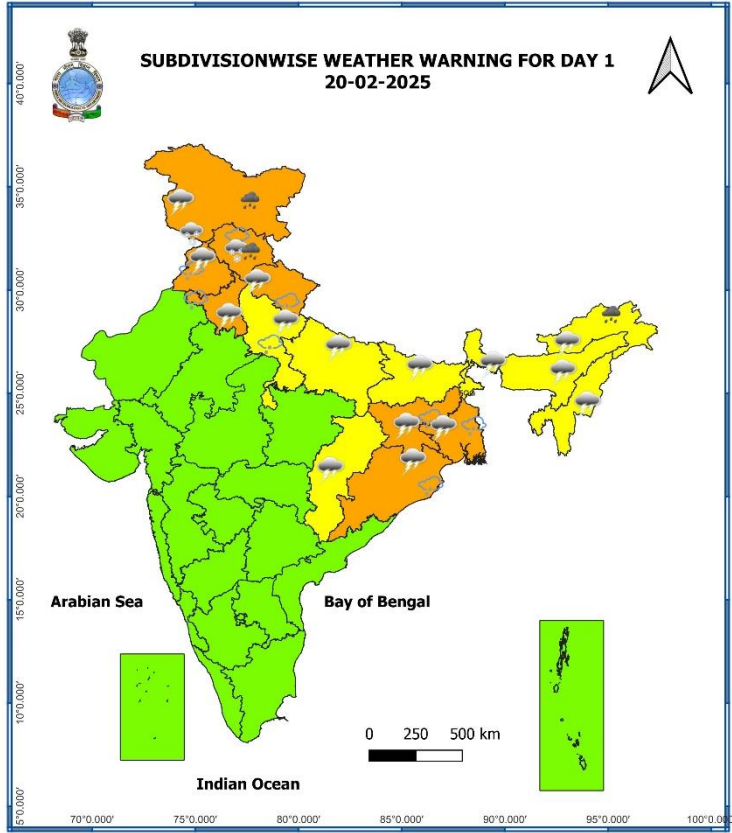 SUBDIVISIONWISE WEATHER WARNING FOR DAY 1
20-02-2025
40°0.000'
35°0.000'
30°0.000'
25°0.000'
20°0.000'
15°0.000'
10°0.000'
5°0.000'
Arabian Sea
Bay of Bengal
0 250 500 km
Indian Ocean
70°0.000' 75°0.000' 80°0.000' 85°0.000' 90°0.000' 95°0.000' 100°0.000'